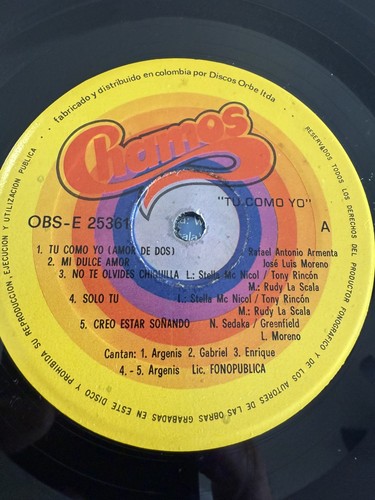 fabricado y distribuido en colombia por Discos Orbe ltda
RESERVADOS TODOS LOS DERECHOS DEL PRODUCTOR FONOGRAFICO Y DE LOS AUTORES DE LAS OBRAS GRABADAS EN ESTE DISCO Y PROHIBIDA SU REPRODUCCION, EJECUCION Y UTILIZACION PUBLICA
Chamos
"TU COMO YO"
OBS-E 25361
A
1. TU COMO YO (AMOR DE DOS) Rafael Antonio Armenta
2. MI DULCE AMOR José Luis Moreno
3. NO TE OLVIDES CHIQUILLA L.: Stella Mc Nicol / Tony Rincón
M.: Rudy La Scala
4. SOLO TU L.: Stella Mc Nicol / Tony Rincón
M.: Rudy La Scala
5. CREO ESTAR SOÑANDO N. Sedaka / Greenfield
L. Moreno
Cantan: 1. Argenis 2. Gabriel 3. Enrique
4.- 5. Argenis Lic. FONOPUBLICA